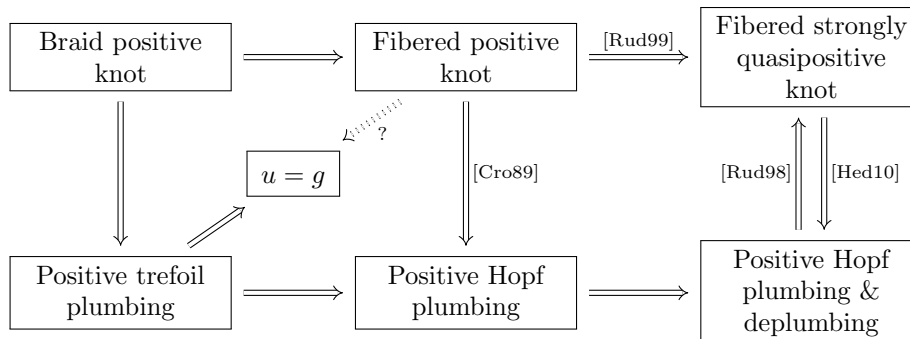 Braid positive
knot
Fibered positive
knot
[Rud99]
Fibered strongly
quasipositive
knot
?
u = g
[Cro89]
[Rud98]
[Hed10]
Positive trefoil
plumbing
Positive Hopf
plumbing
Positive Hopf
plumbing &
deplumbing